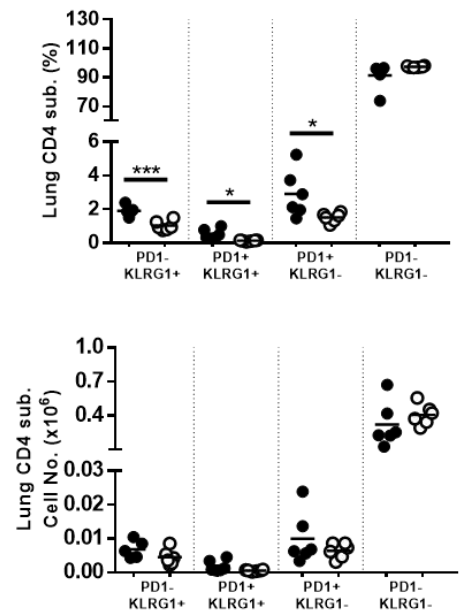 Lung CD4 sub. (%)
130
110
90
70
6
4
2
0
***
*
*
PD1-
KLRG1+
PD1+
KLRG1+
PD1+
KLRG1-
PD1-
KLRG1-
Lung CD4 sub.
Cell No. (x10⁶)
1.0
0.7
0.4
0.03
0.02
0.01
0.00
PD1-
KLRG1+
PD1+
KLRG1+
PD1+
KLRG1-
PD1-
KLRG1-